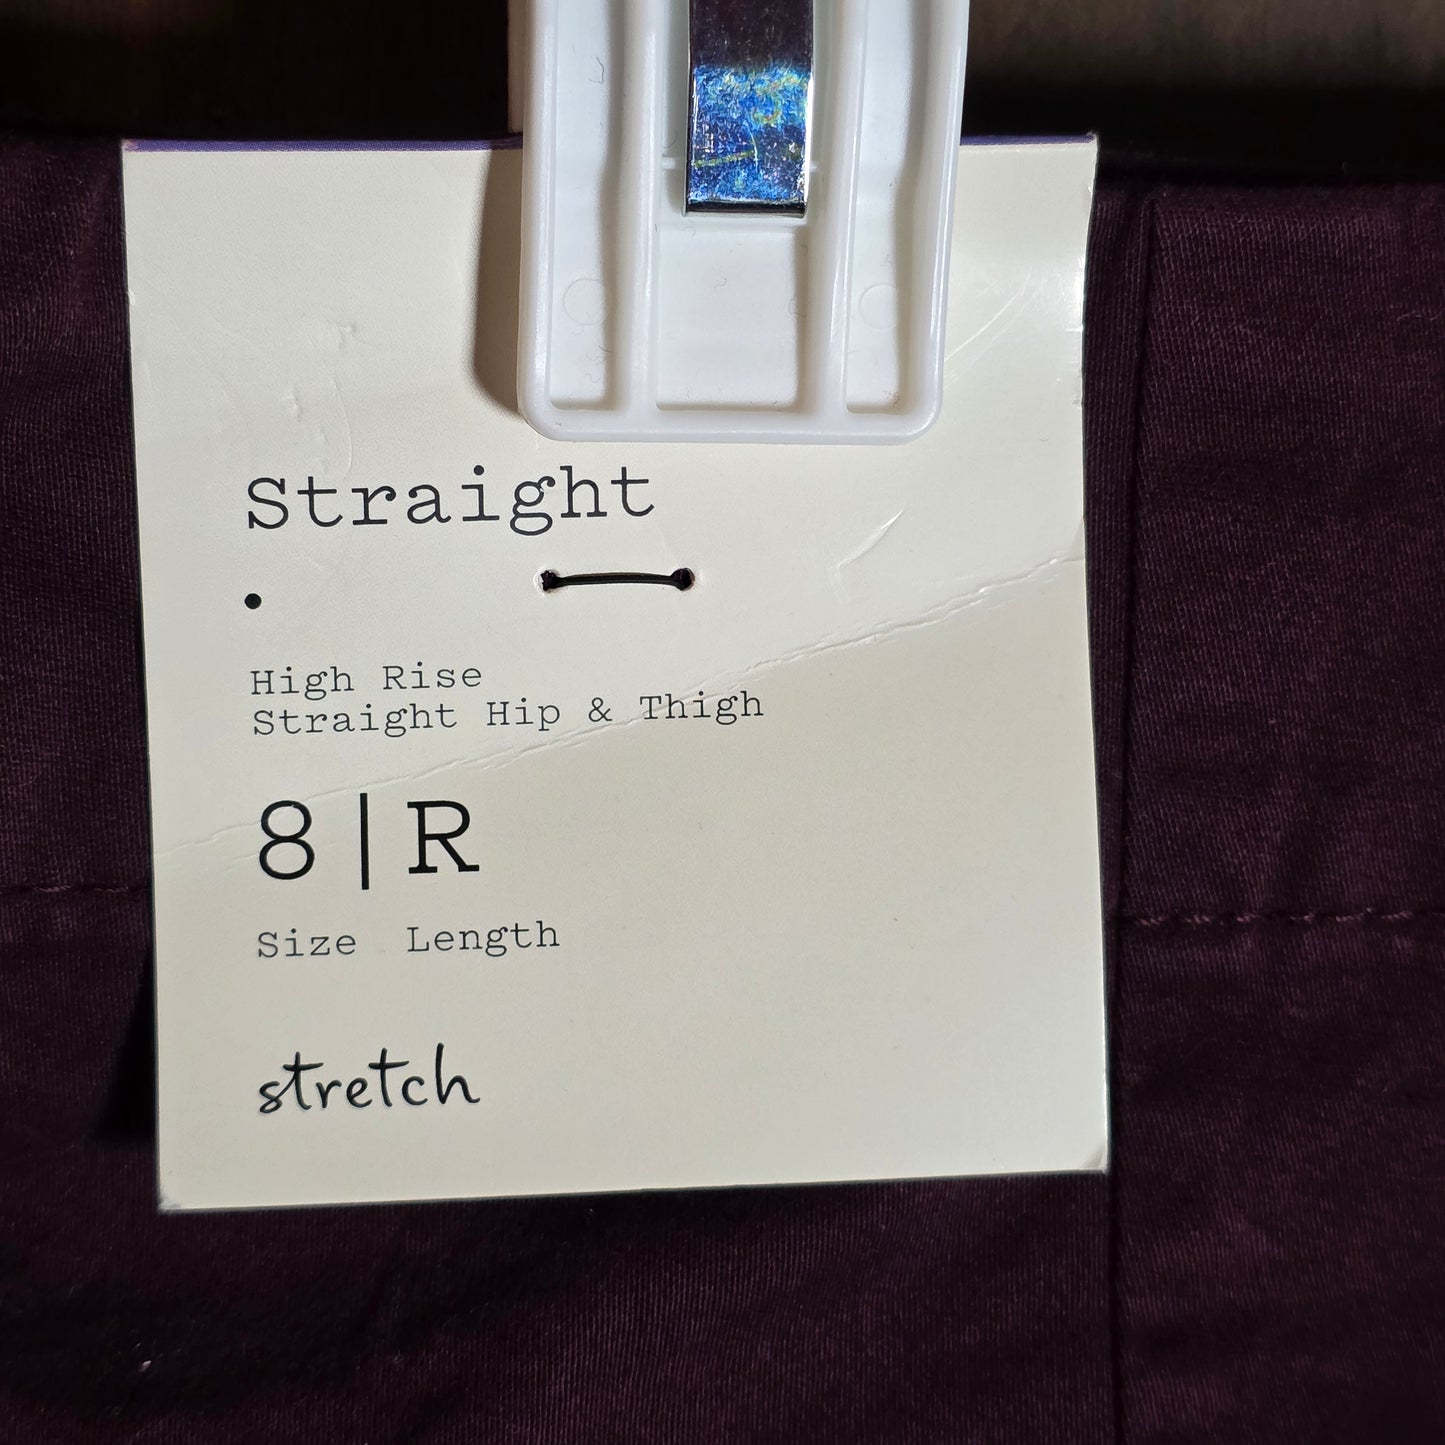 Straight
•
High Rise
Straight Hip & Thigh
8|R
Size Length
stretch